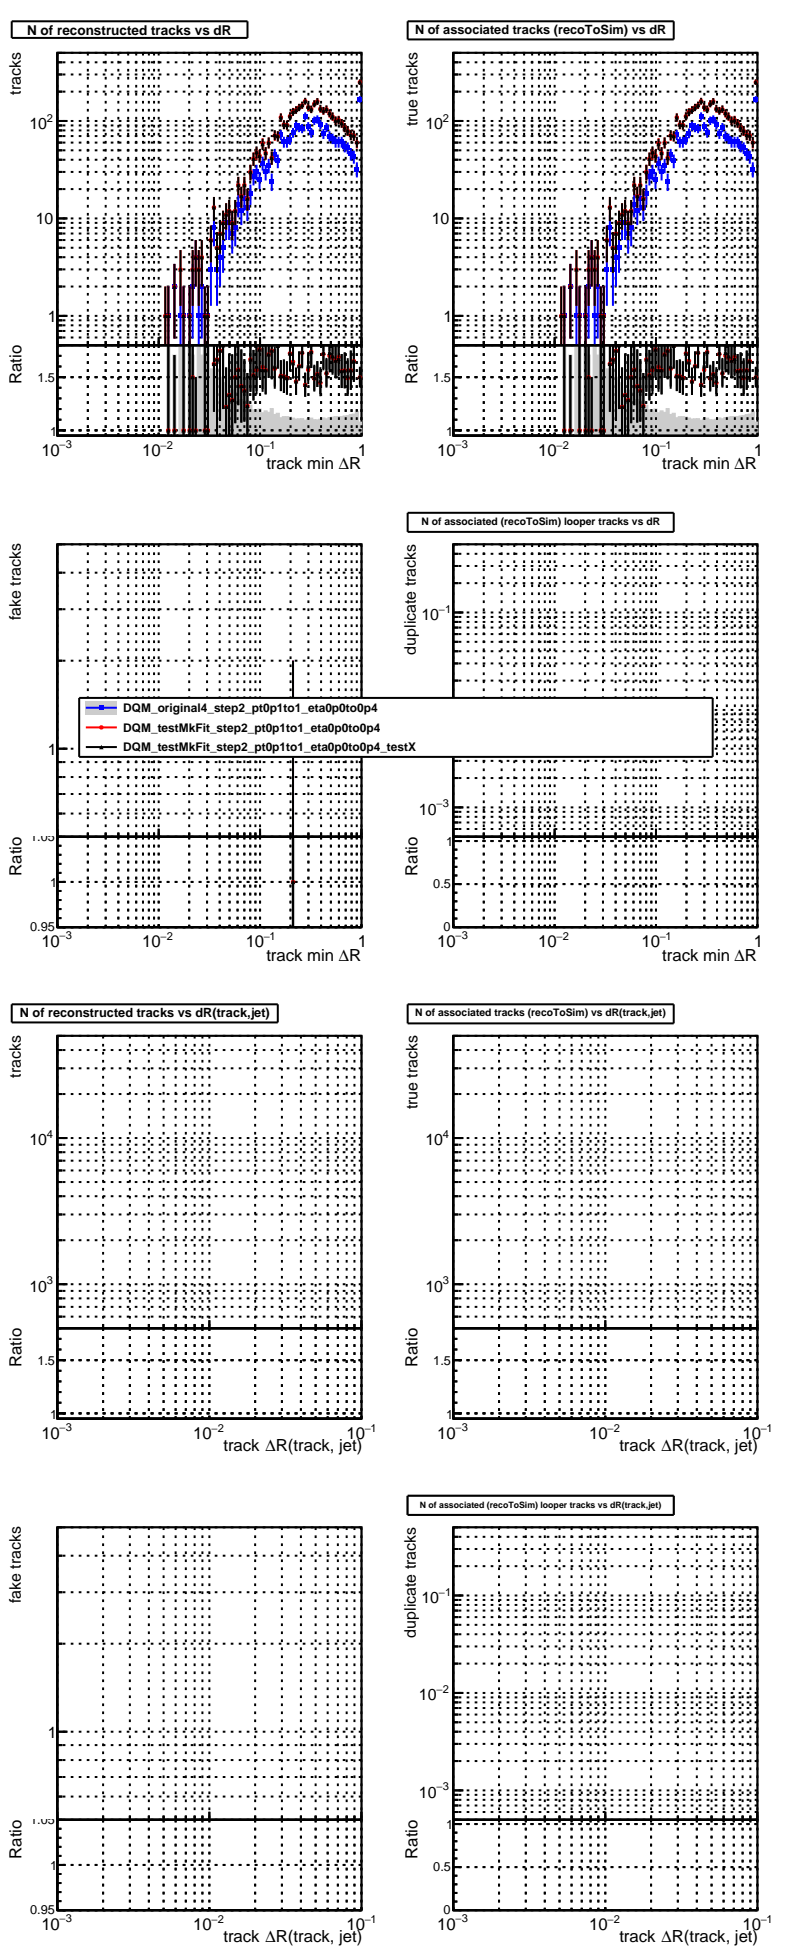 N of reconstructed tracks vs dR
N of associated tracks (recoToSim) vs dR
tracks
10²
10
1
Ratio
1.5
1
10⁻³ 10⁻² 10⁻¹ 1
track min ΔR
true tracks
10²
10
1
Ratio
1.5
1
10⁻³ 10⁻² 10⁻¹ 1
track min ΔR
N of associated (recoToSim) looper tracks vs dR
fake tracks
1
Ratio
1.05
1
0.95
10⁻³ 10⁻² 10⁻¹ 1
track min ΔR
duplicate tracks
10⁻¹
10⁻³
Ratio
1
0.5
0
10⁻³ 10⁻² 10⁻¹ 1
track min ΔR
DQM_original4_step2_pt0p1to1_eta0p0to0p4
DQM_testMkFit_step2_pt0p1to1_eta0p0to0p4
DQM_testMkFit_step2_pt0p1to1_eta0p0to0p4_testX
N of reconstructed tracks vs dR(track,jet)
N of associated tracks (recoToSim) vs dR(track,jet)
tracks
10⁴
10³
Ratio
1.5
1
10⁻³ 10⁻² 10⁻¹
track ΔR(track, jet)
true tracks
10⁴
10³
Ratio
1.5
1
10⁻³ 10⁻² 10⁻¹
track ΔR(track, jet)
N of associated (recoToSim) looper tracks vs dR(track,jet)
fake tracks
1
Ratio
1.05
1
0.95
10⁻³ 10⁻² 10⁻¹
track ΔR(track, jet)
duplicate tracks
10⁻¹
10⁻²
10⁻³
Ratio
1
0.5
0
10⁻³ 10⁻² 10⁻¹
track ΔR(track, jet)